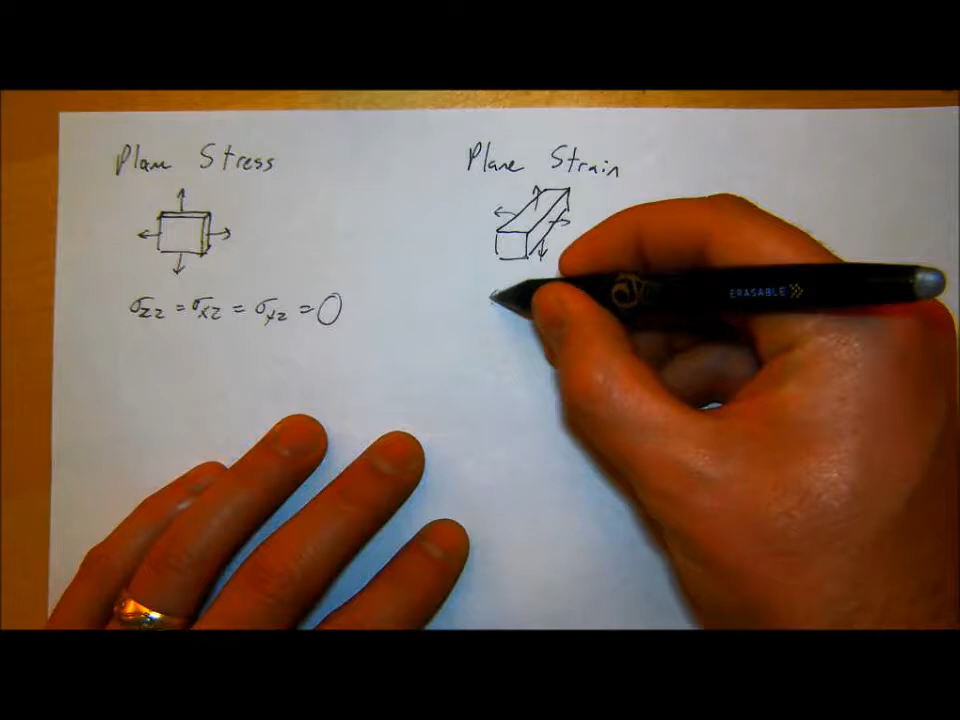 Plane Stress
Plane Strain
σzz = σxz = σyz = 0
ERASABLE